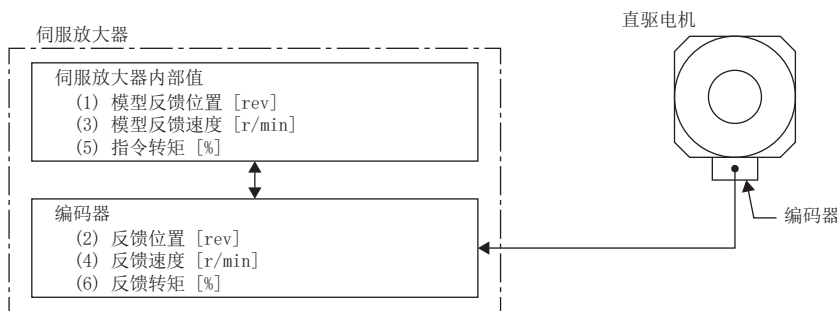 直驱电机
伺服放大器
伺服放大器内部值
(1) 模型反馈位置 [rev]
(3) 模型反馈速度 [r/min]
(5) 指令转矩 [%]
编码器
(2) 反馈位置 [rev]
(4) 反馈速度 [r/min]
(6) 反馈转矩 [%]
编码器